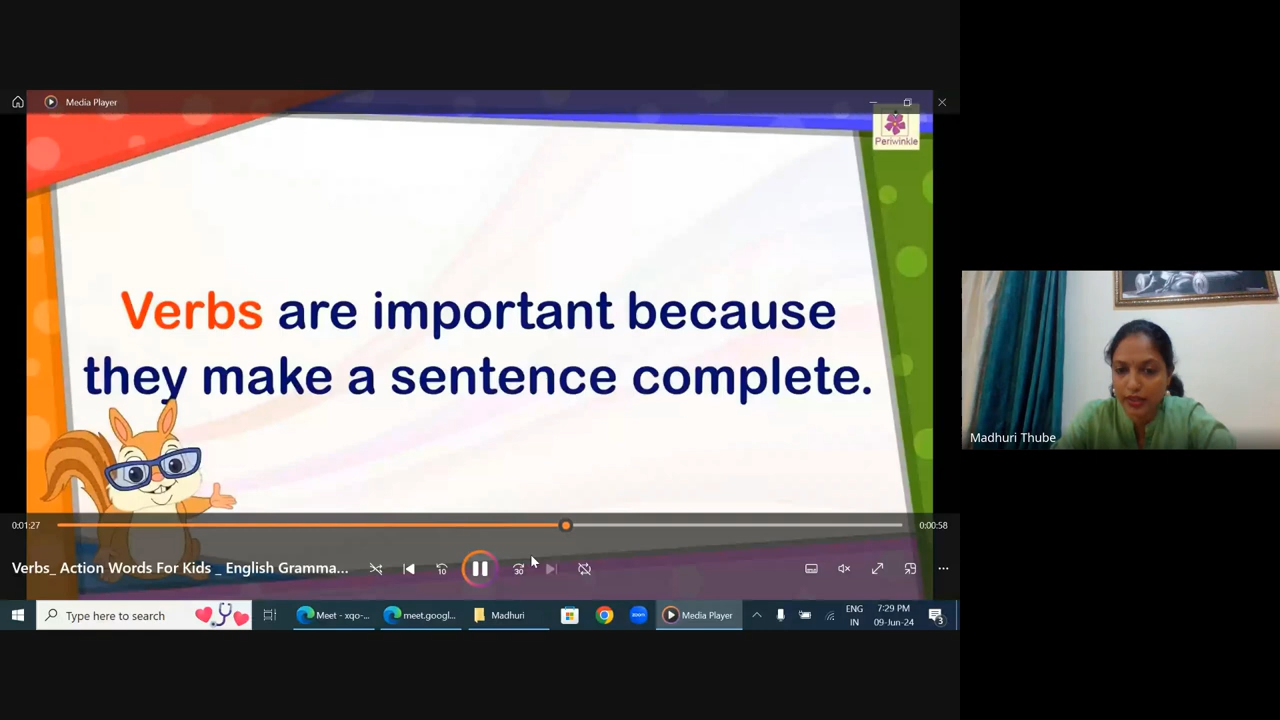 Media Player
Periwinkle
Verbs are important because
they make a sentence complete.
Madhuri Thube
0:01:27
0:00:58
Verbs_ Action Words For Kids _ English Gramma...
10
30
Type here to search
Meet - xqo-...
meet.googl...
Madhuri
zoom
Media Player
ENG
IN
7:29 PM
09-Jun-24
3